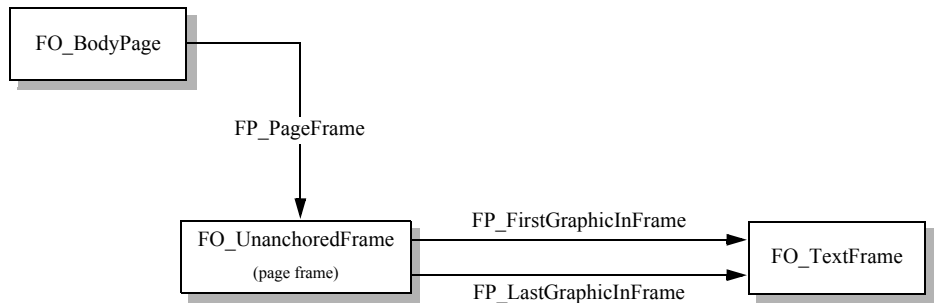 FO_BodyPage
FP_PageFrame
FO_UnanchoredFrame
(page frame)
FP_FirstGraphicInFrame
FP_LastGraphicInFrame
FO_TextFrame